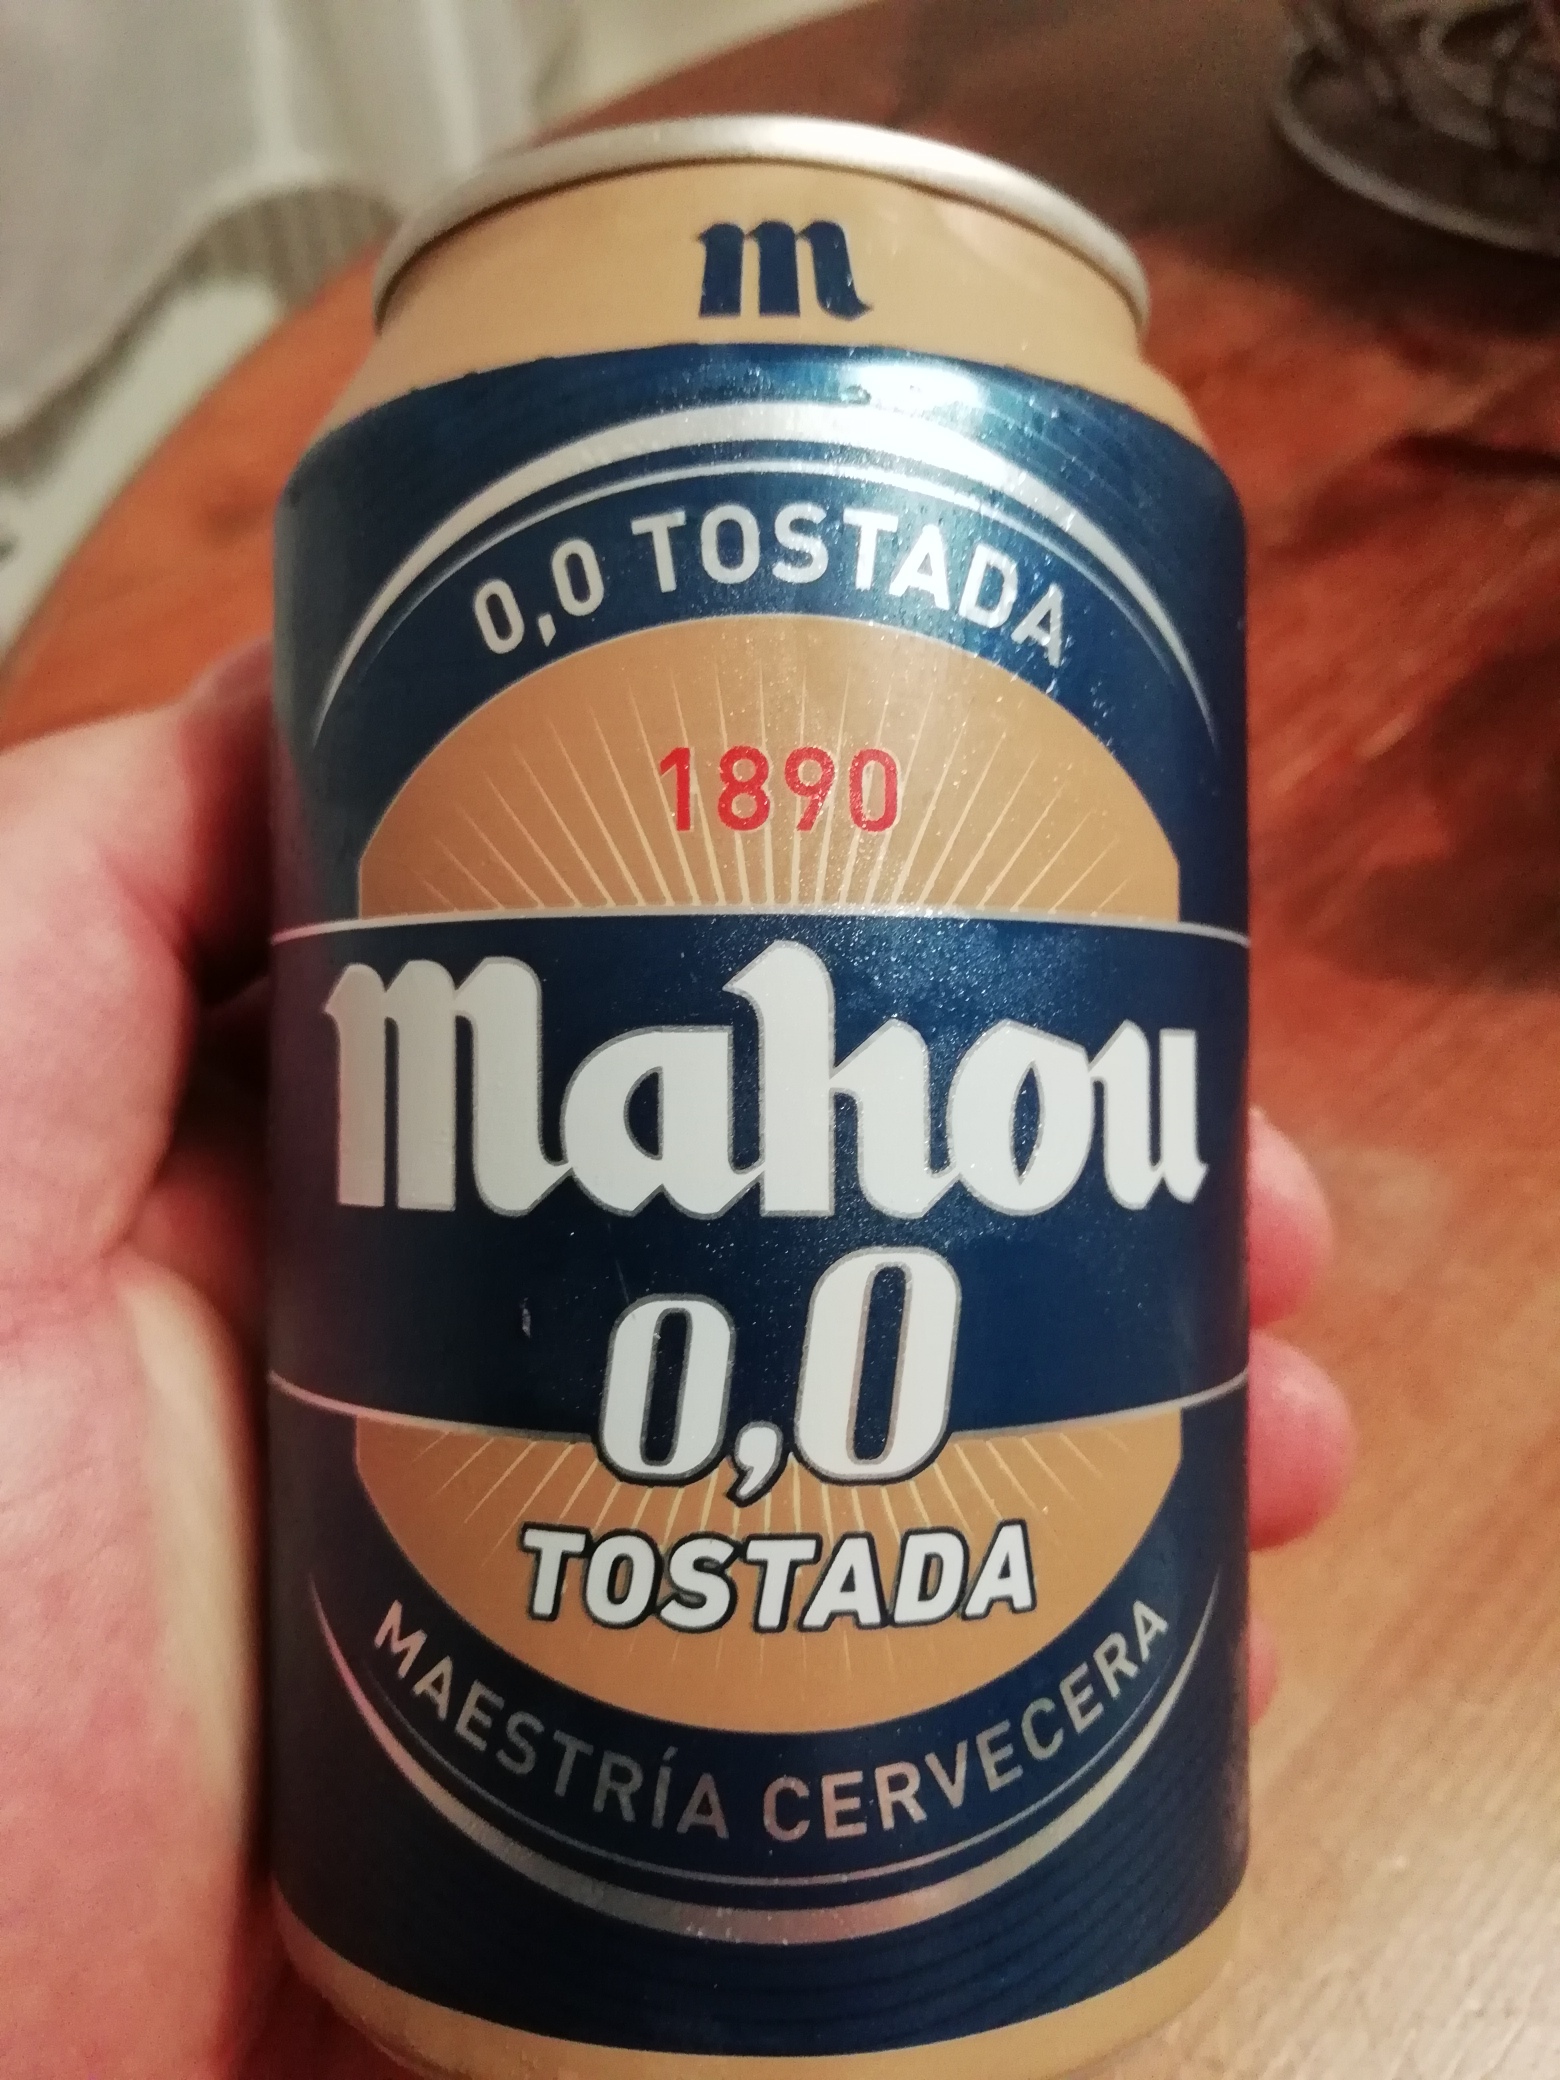 m
0,0 TOSTADA
1890
Mahou
0,0
TOSTADA
MAESTRÍA CERVECERA